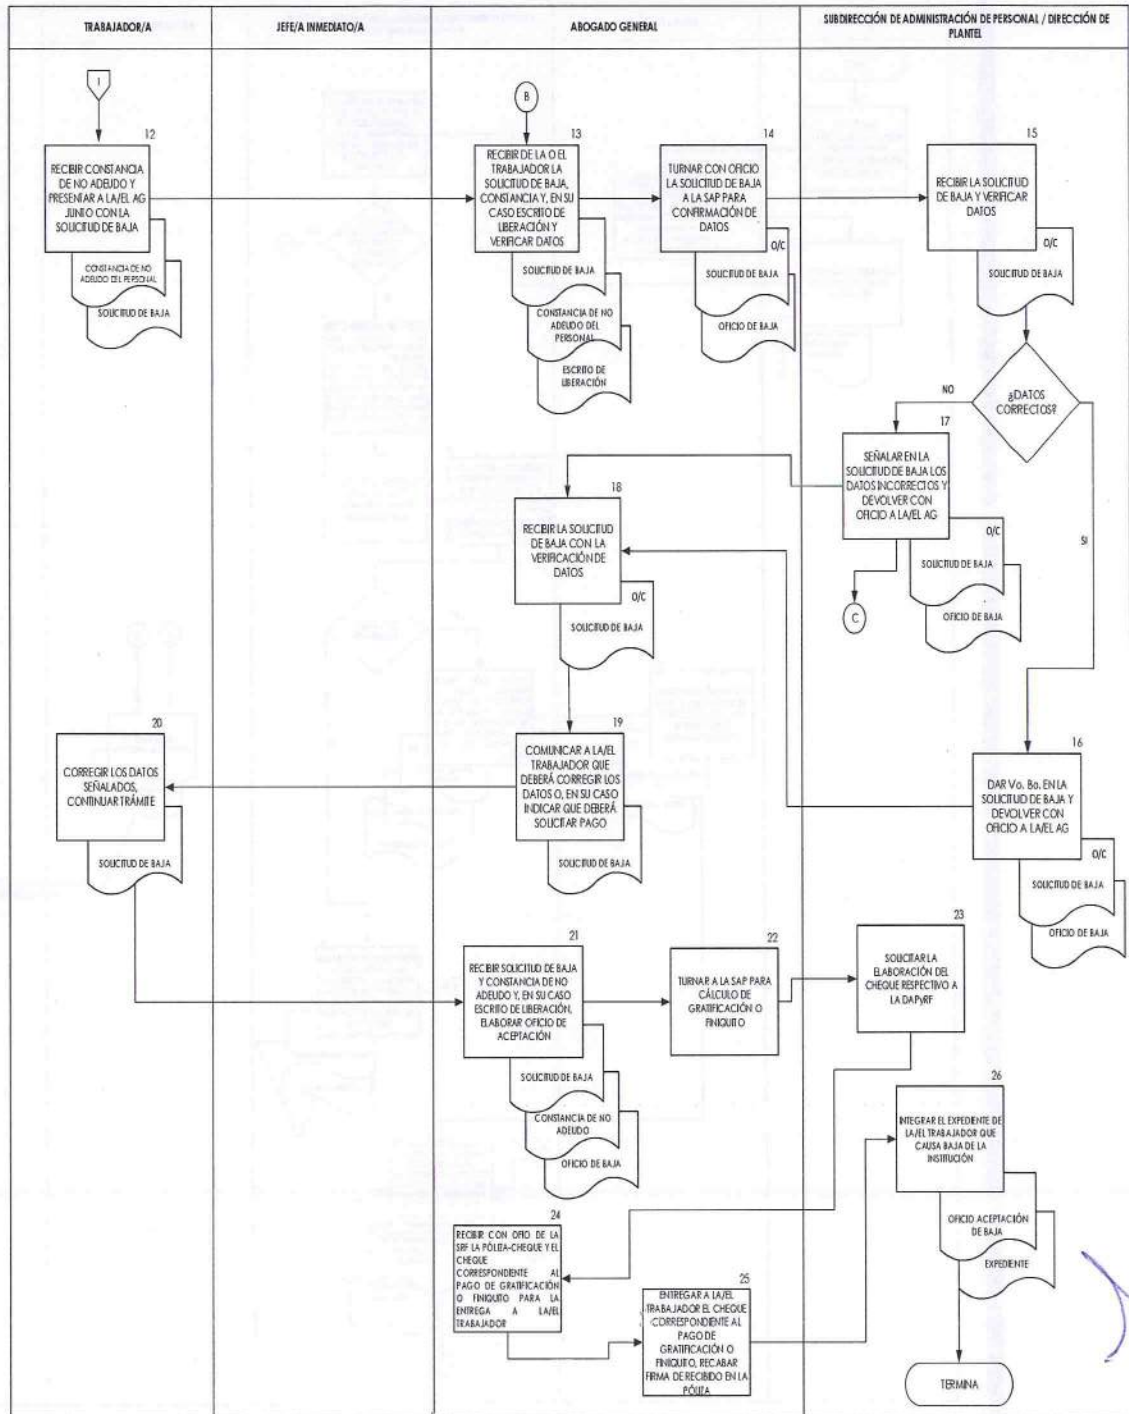 TRABAJADOR/A
JEFE/A INMEDIATO/A
ABOGADO GENERAL
SUBDIRECCIÓN DE ADMINISTRACIÓN DE PERSONAL / DIRECCIÓN DE
PLANTEL
1
12
RECIBIR CONSTANCIA
DE NO ADEUDO Y
PRESENTAR A LA/EL AG
JUNTO CON LA
SOLICITUD DE BAJA
CONSTANCIA DE NO
ADEUDO DEL PERSONAL
SOLICITUD DE BAJA
B
13
RECIBIR DE LA O EL
TRABAJADOR LA
SOLICITUD DE BAJA,
CONSTANCIA Y, EN SU
CASO ESCRITO DE
LIBERACIÓN Y
VERIFICAR DATOS
SOLICITUD DE BAJA
CONSTANCIA DE NO
ADEUDO DEL
PERSONAL
ESCRITO DE
LIBERACIÓN
14
TURNAR CON OFICIO
LA SOLICITUD DE BAJA
A LA SAP PARA
CONFIRMACIÓN DE
DATOS
O/C
SOLICITUD DE BAJA
OFICIO DE BAJA
15
RECIBIR LA SOLICITUD
DE BAJA Y VERIFICAR
DATOS
O/C
SOLICITUD DE BAJA
¿DATOS
CORRECTOS?
NO
SI
17
SEÑALAR EN LA
SOLICITUD DE BAJA LOS
DATOS INCORRECTOS Y
DEVOLVER CON
OFICIO A LA/EL AG
O/C
SOLICITUD DE BAJA
OFICIO DE BAJA
C
18
RECIBIR LA SOLICITUD
DE BAJA CON LA
VERIFICACIÓN DE
DATOS
O/C
SOLICITUD DE BAJA
16
DAR Vo. Bo. EN LA
SOLICITUD DE BAJA Y
DEVOLVER CON
OFICIO A LA/EL AG
O/C
SOLICITUD DE BAJA
OFICIO DE BAJA
19
COMUNICAR A LA/EL
TRABAJADOR QUE
DEBERÁ CORREGIR LOS
DATOS O, EN SU CASO
INDICAR QUE DEBERÁ
SOLICITAR PAGO
SOLICITUD DE BAJA
20
CORREGIR LOS DATOS
SEÑALADOS,
CONTINUAR TRÁMITE
SOLICITUD DE BAJA
21
RECIBIR SOLICITUD DE BAJA
Y CONSTANCIA DE NO
ADEUDO Y, EN SU CASO
ESCRITO DE LIBERACIÓN,
ELABORAR OFICIO DE
ACEPTACIÓN
SOLICITUD DE BAJA
CONSTANCIA DE NO
ADEUDO
OFICIO DE BAJA
22
TURNAR A LA SAP PARA
CÁLCULO DE
GRATIFICACIÓN O
FINIQUITO
23
SOLICITAR LA
ELABORACIÓN DEL
CHEQUE RESPECTIVO A
LA DAPyRF
24
RECIBIR CON OFIO DE LA
SRF LA PÓLIZA-CHEQUE Y EL
CHEQUE
CORRESPONDIENTE AL
PAGO DE GRATIFICACIÓN
O FINIQUITO PARA LA
ENTREGA A LA/EL
TRABAJADOR
25
ENTREGAR A LA/EL
TRABAJADOR EL CHEQUE
CORRESPONDIENTE AL
PAGO DE
GRATIFICACIÓN O
FINIQUITO, RECABAR
FIRMA DE RECIBIDO EN LA
PÓLIZA
26
INTEGRAR EL EXPEDIENTE DE
LA/EL TRABAJADOR QUE
CAUSA BAJA DE LA
INSTITUCIÓN
OFICIO ACEPTACIÓN
DE BAJA
EXPEDIENTE
TERMINA